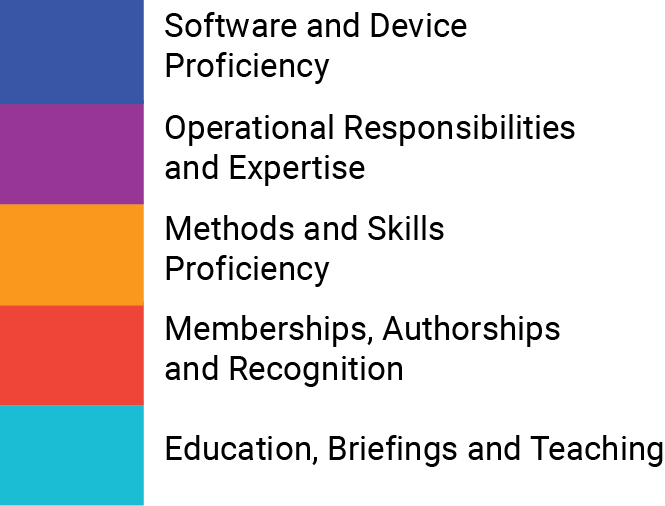 Software and Device
Proficiency
Operational Responsibilities
and Expertise
Methods and Skills
Proficiency
Memberships, Authorships
and Recognition
Education, Briefings and Teaching